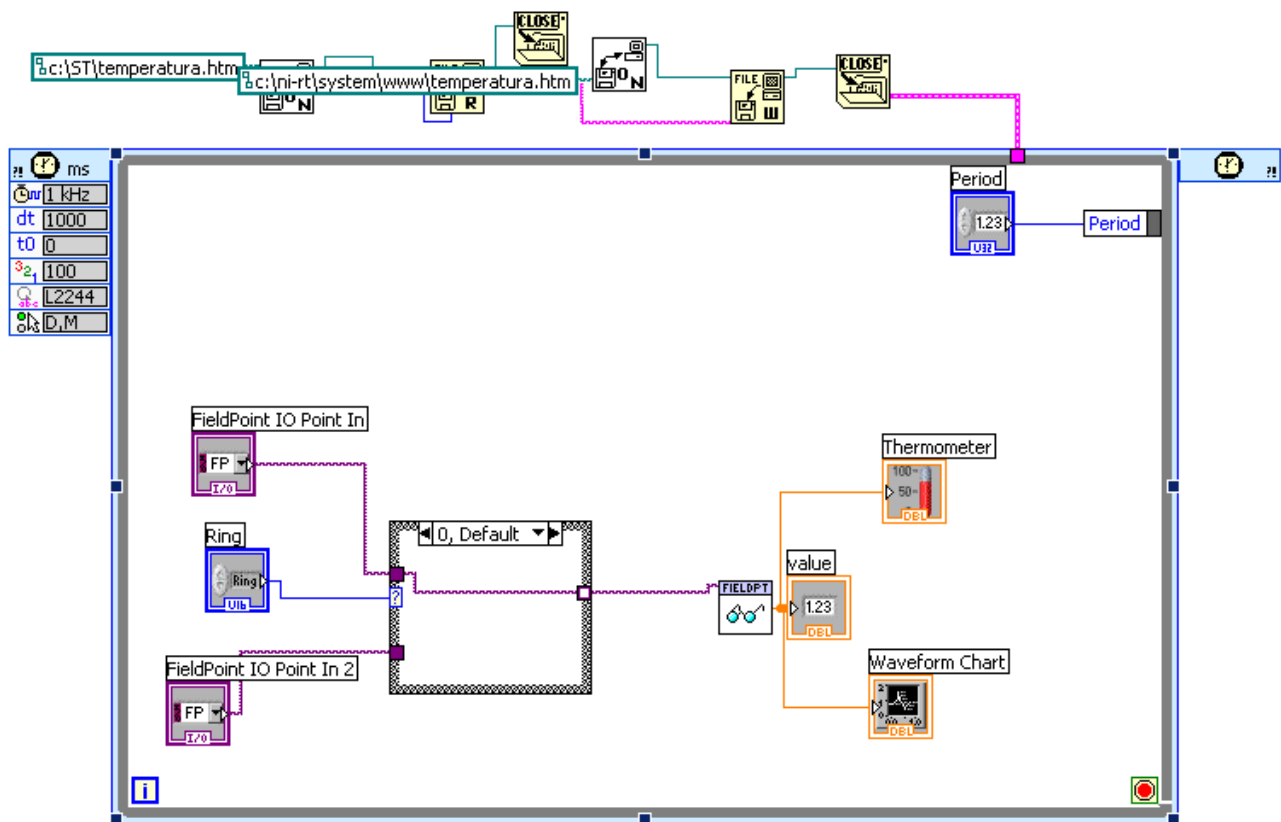 CLOSE
c:\ST\temperatura.htm
c:\ni-rt\system\www\temperatura.htm
O N
R
O N
FILE
W
CLOSE
?! ms
1 kHz
dt 1000
t0 0
321 100
abc L2244
D,M
?!
Period
1.23
U32
Period
FieldPoint IO Point In
FP
I/O
Ring
Ring
U16
FieldPoint IO Point In 2
FP
I/O
0, Default
?
FIELDPT
Thermometer
100
50
DBL
value
1.23
DBL
Waveform Chart
DBL
i